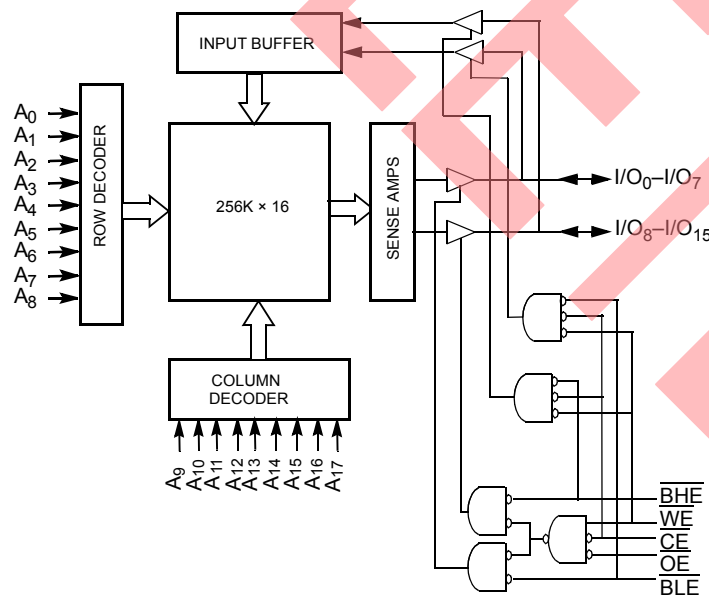 INPUT BUFFER
A0
A1
A2
A3
A4
A5
A6
A7
A8
ROW DECODER
256K × 16
SENSE AMPS
I/O0–I/O7
I/O8–I/O15
COLUMN
DECODER
A9
A10
A11
A12
A13
A14
A15
A16
A17
BHE
WE
CE
OE
BLE